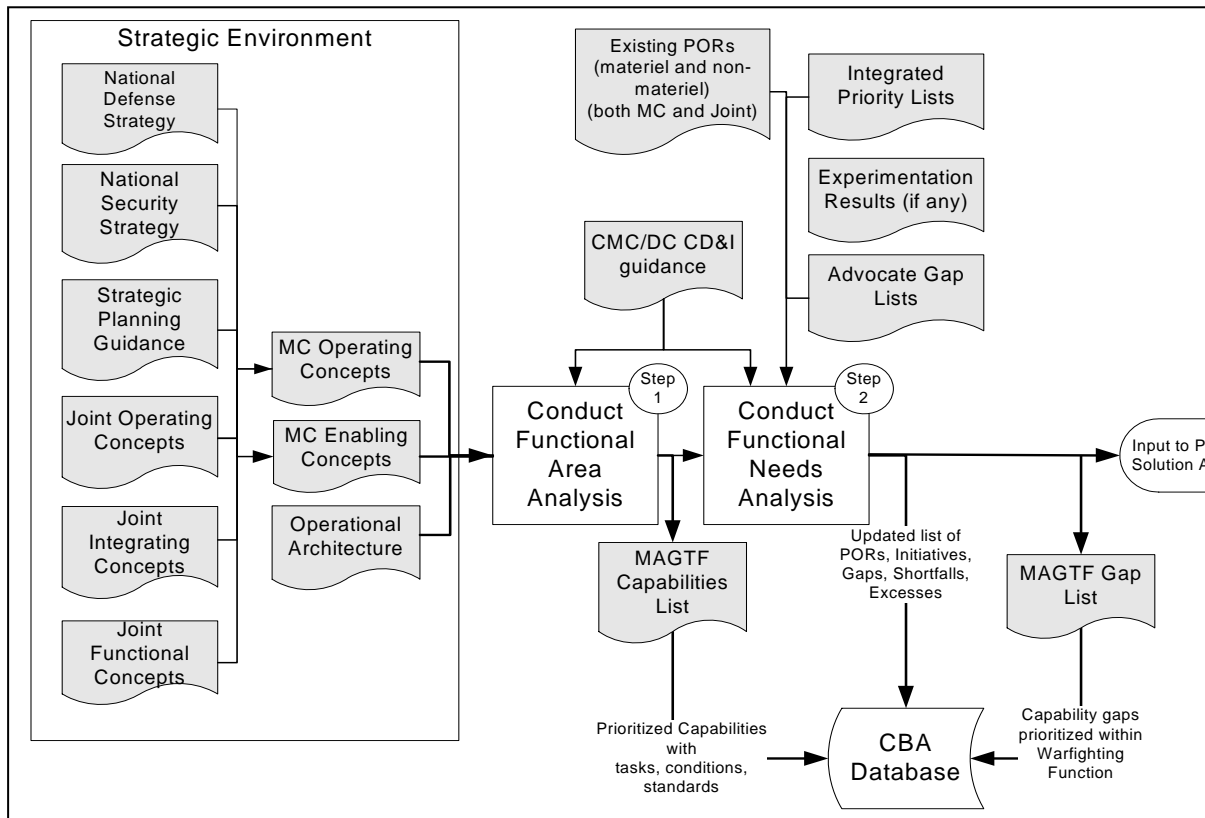 Strategic Environment
National
Defense
Strategy
National
Security
Strategy
Strategic
Planning
Guidance
Joint Operating
Concepts
Joint
Integrating
Concepts
Joint
Functional
Concepts
MC Operating
Concepts
MC Enabling
Concepts
Operational
Architecture
Existing PORs
(materiel and non-
materiel)
(both MC and Joint)
Integrated
Priority Lists
Experimentation
Results (if any)
Advocate Gap
Lists
CMC/DC CD&I
guidance
Step
1
Conduct
Functional
Area
Analysis
Step
2
Conduct
Functional
Needs
Analysis
Input to P
Solution A
MAGTF
Capabilities
List
Updated list of
PORs, Initiatives,
Gaps, Shortfalls,
Excesses
MAGTF Gap
List
Prioritized Capabilities
with
tasks, conditions,
standards
CBA
Database
Capability gaps
prioritized within
Warfighting
Function